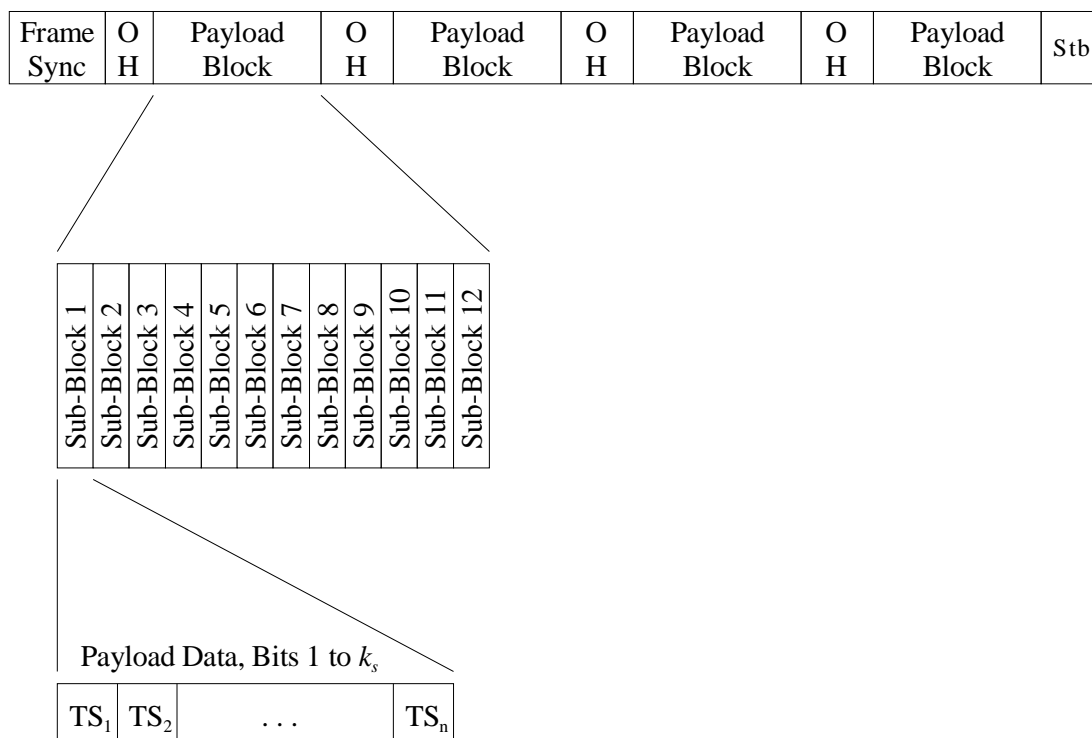 Frame Sync
O H
Payload Block
O H
Payload Block
O H
Payload Block
O H
Payload Block
Stb
Sub-Block 1
Sub-Block 2
Sub-Block 3
Sub-Block 4
Sub-Block 5
Sub-Block 6
Sub-Block 7
Sub-Block 8
Sub-Block 9
Sub-Block 10
Sub-Block 11
Sub-Block 12
Payload Data, Bits 1 to kₛ
TS₁ TS₂ . . . TSₙ